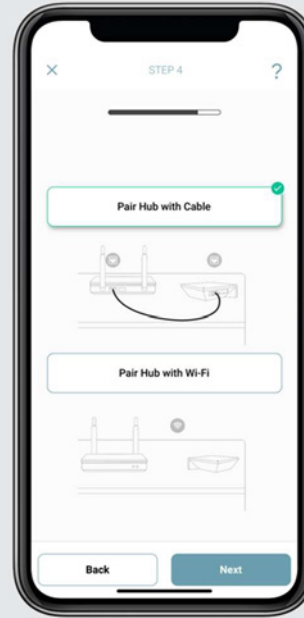 STEP 4
?
Pair Hub with Cable
Pair Hub with Wi-Fi
Back
Next